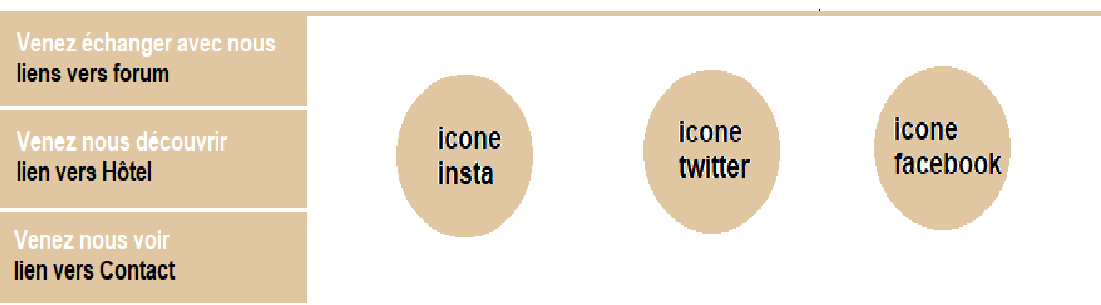 Venez échanger avec nous
liens vers forum
Venez nous découvrir
lien vers Hôtel
Venez nous voir
lien vers Contact
icone
insta
icone
twitter
icone
facebook